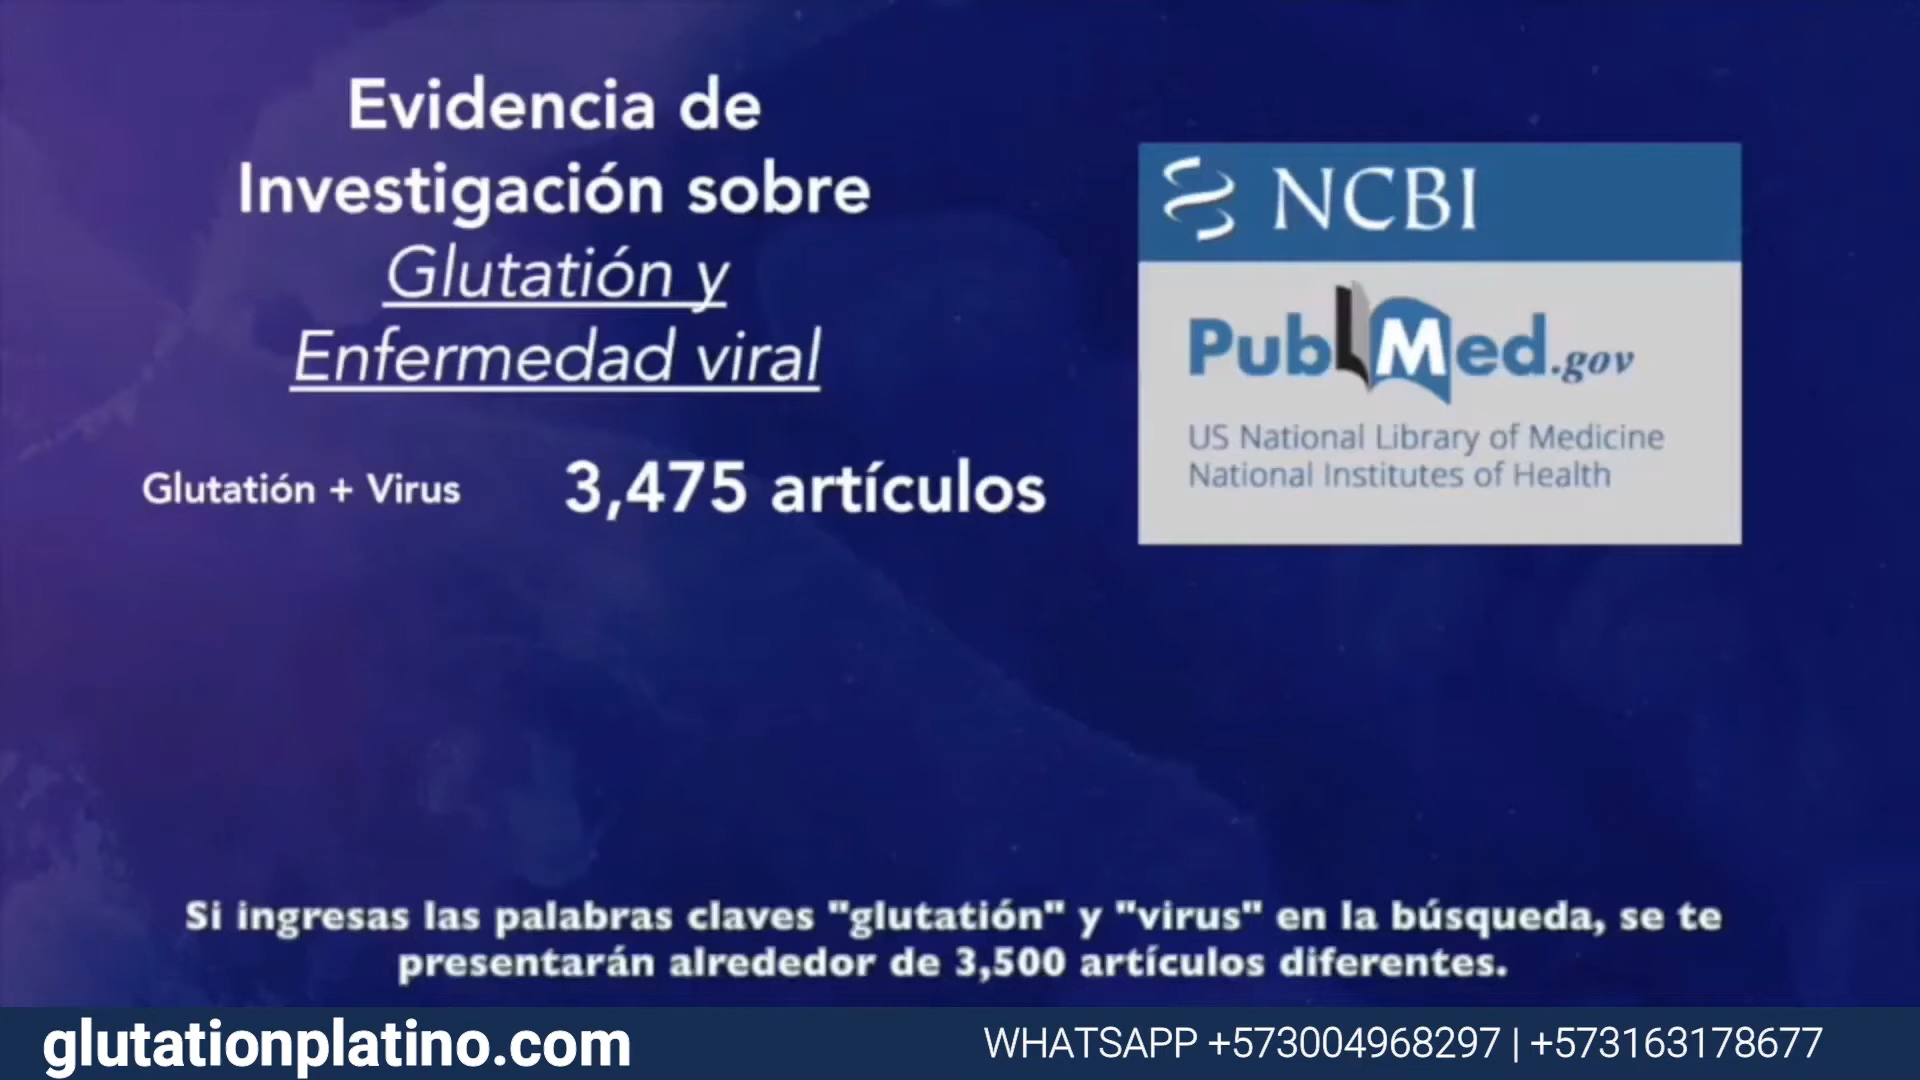 Evidencia de
Investigación sobre
Glutatión y
Enfermedad viral
Glutatión + Virus 3,475 artículos
NCBI
PubMed.gov
US National Library of Medicine
National Institutes of Health
Si ingresas las palabras claves "glutatión" y "virus" en la búsqueda, se te
presentarán alrededor de 3,500 artículos diferentes.
glutationplatino.com WHATSAPP +573004968297 | +573163178677